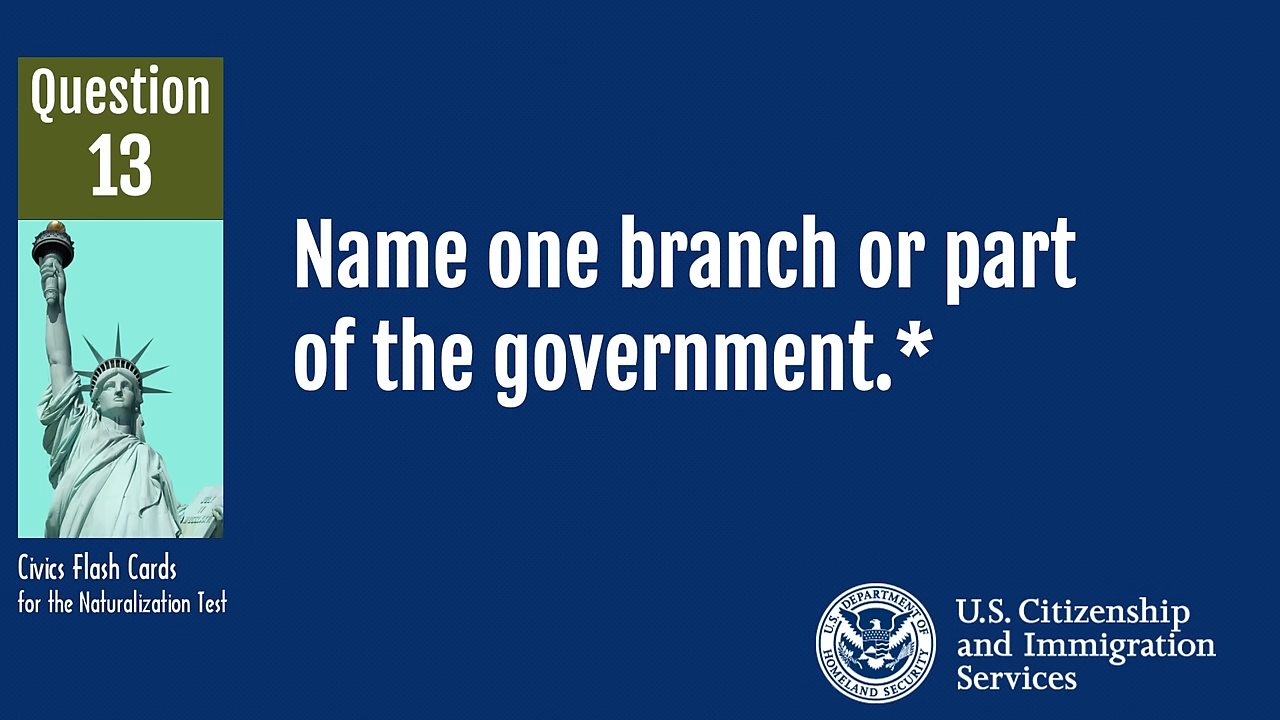 Question
13
Name one branch or part
of the government.*
Civics Flash Cards
for the Naturalization Test
U.S. DEPARTMENT OF
HOMELAND SECURITY
U.S. Citizenship
and Immigration
Services